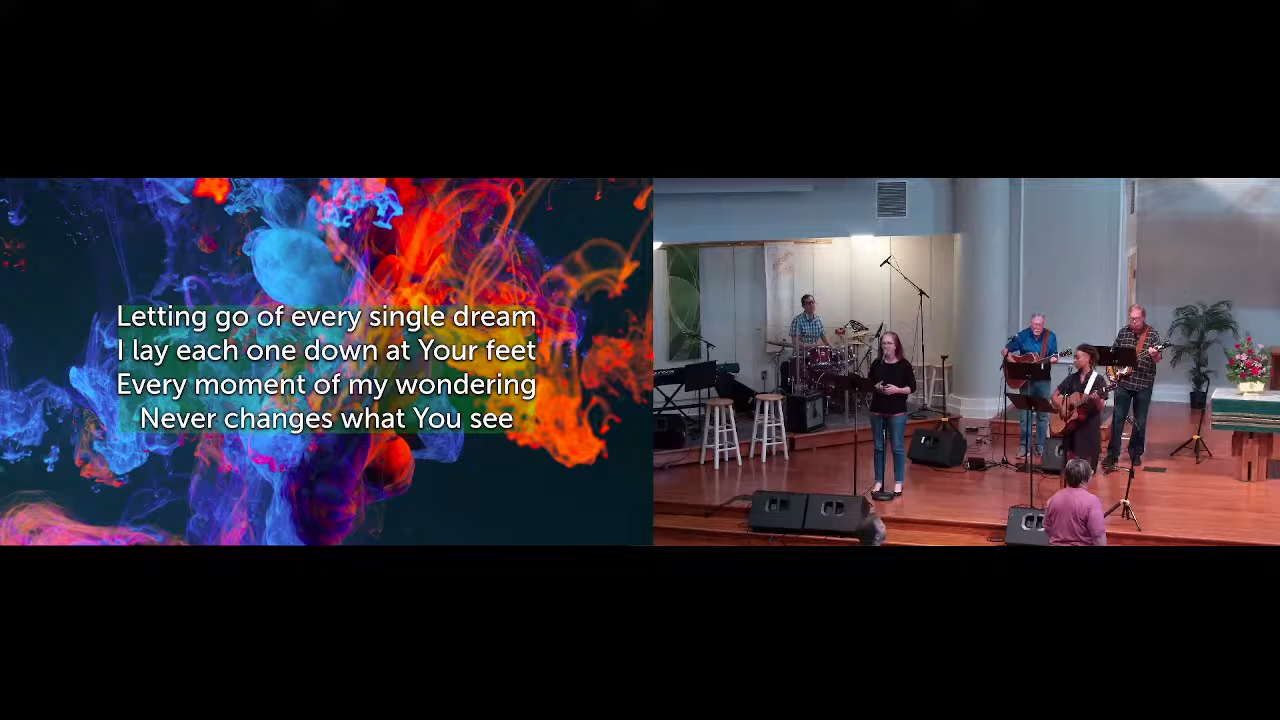 Letting go of every single dream
I lay each one down at Your feet
Every moment of my wondering
Never changes what You see